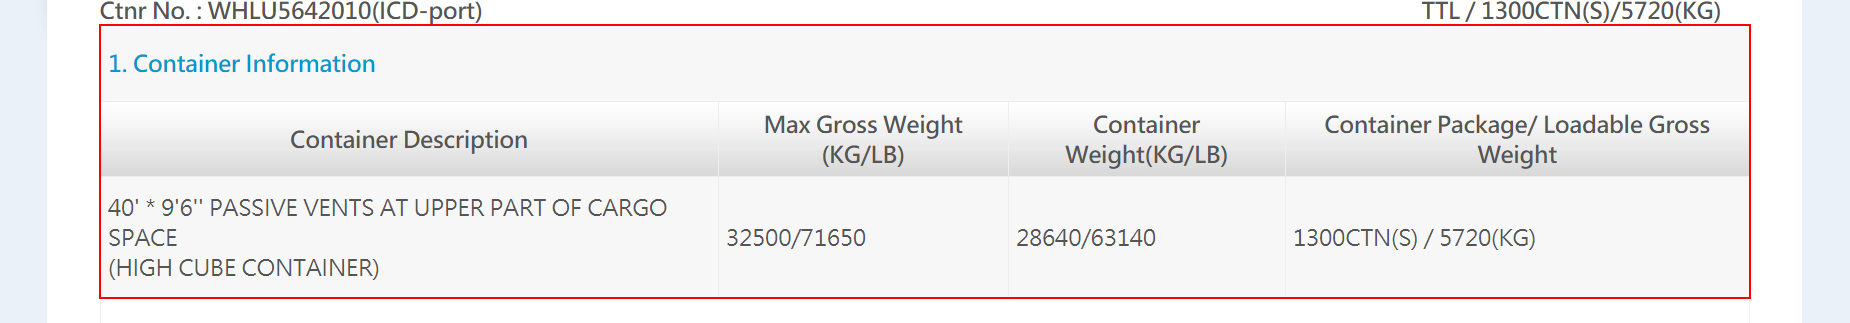 Ctnr No. : WHLU5642010(ICD-port)
TTL / 1300CTN(S)/5720(KG)
1. Container Information
Container Description
Max Gross Weight
(KG/LB)
Container
Weight(KG/LB)
Container Package/ Loadable Gross
Weight
40' * 9'6'' PASSIVE VENTS AT UPPER PART OF CARGO
SPACE
(HIGH CUBE CONTAINER)
32500/71650
28640/63140
1300CTN(S) / 5720(KG)